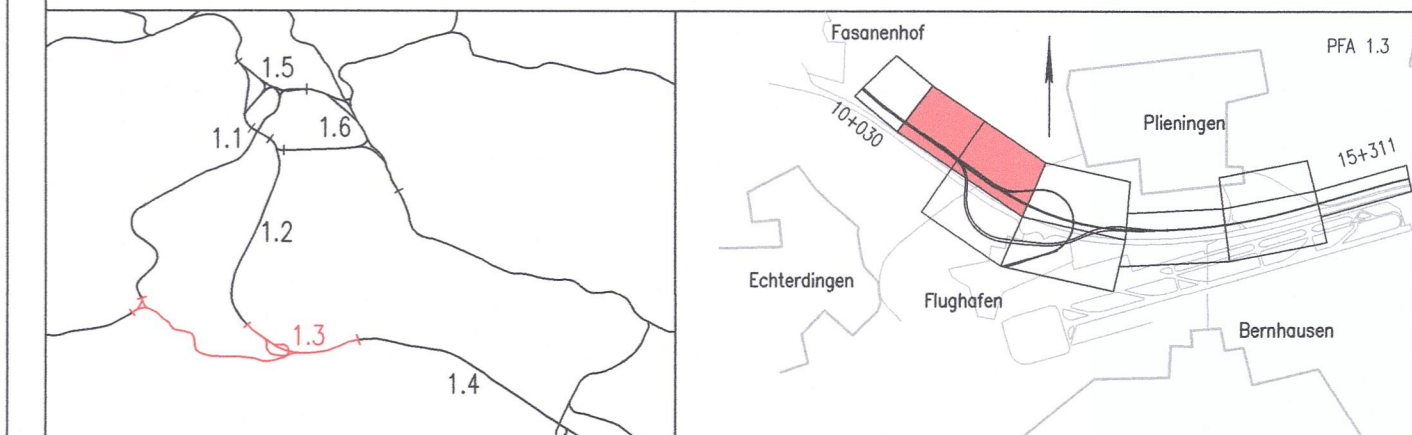 1.5
1.1
1.6
1.2
1.3
1.4
Fasanenhof
PFA 1.3
10+030
Plieningen
15+311
Echterdingen
Flughafen
Bernhausen